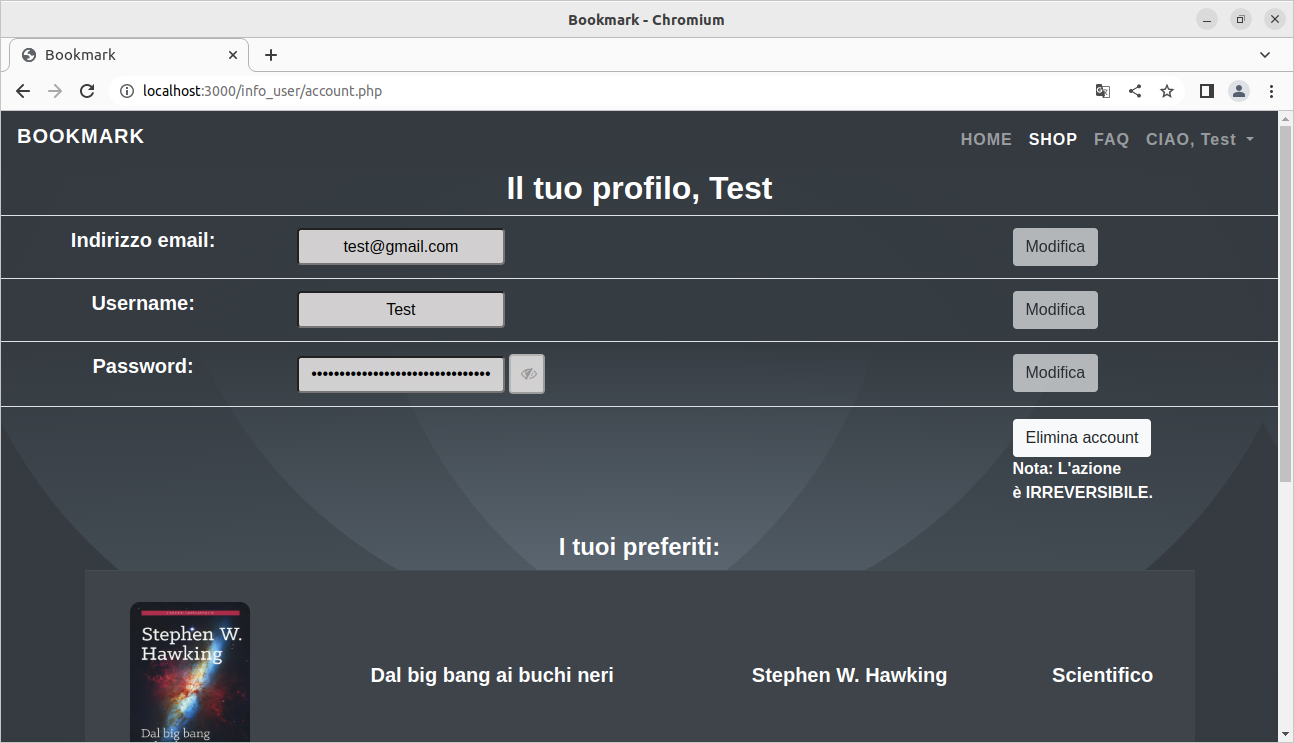 Bookmark - Chromium
Bookmark
localhost:3000/info_user/account.php
BOOKMARK
HOME SHOP FAQ CIAO, Test
Il tuo profilo, Test
Indirizzo email: test@gmail.com Modifica
Username: Test Modifica
Password: •••••••••••••••••••••••••••••••• Modifica
Elimina account
Nota: L'azione
è IRREVERSIBILE.
I tuoi preferiti:
Stephen W.
Hawking
Dal big bang
Dal big bang ai buchi neri Stephen W. Hawking Scientifico